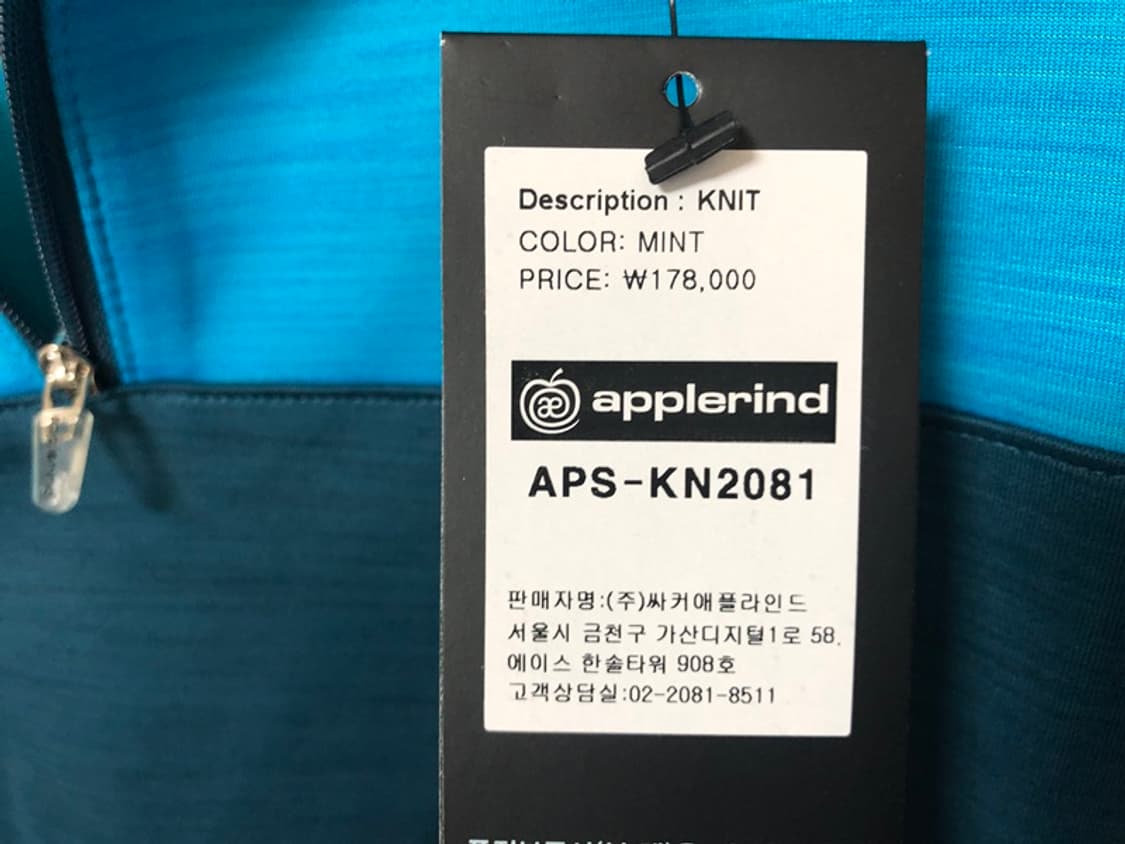 Description : KNIT
COLOR: MINT
PRICE: ₩178,000
æ applerind
APS-KN2081
판매자명:(주)싸커애플라인드
서울시 금천구 가산디지털1로 58,
에이스 한솔타워 908호
고객상담실:02-2081-8511